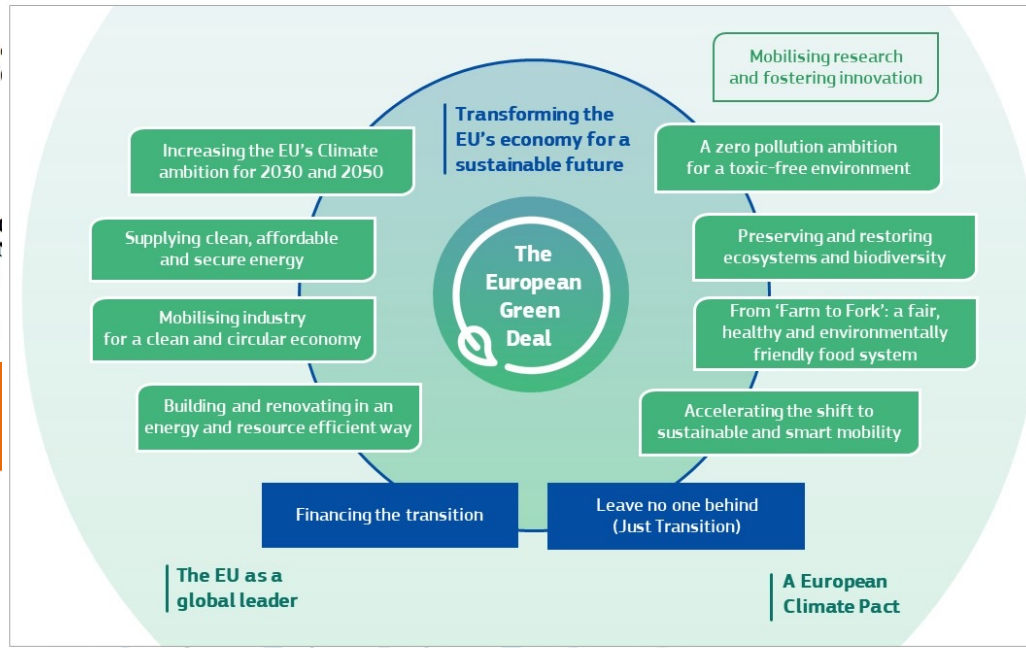 Mobilising research
and fostering innovation
Transforming the
EU's economy for a
sustainable future
Increasing the EU's Climate
ambition for 2030 and 2050
A zero pollution ambition
for a toxic-free environment
Supplying clean, affordable
and secure energy
The
European
Green
Deal
Preserving and restoring
ecosystems and biodiversity
Mobilising industry
for a clean and circular economy
From ‘Farm to Fork’: a fair,
healthy and environmentally
friendly food system
Building and renovating in an
energy and resource efficient way
Accelerating the shift to
sustainable and smart mobility
Financing the transition
Leave no one behind
(Just Transition)
The EU as a
global leader
A European
Climate Pact